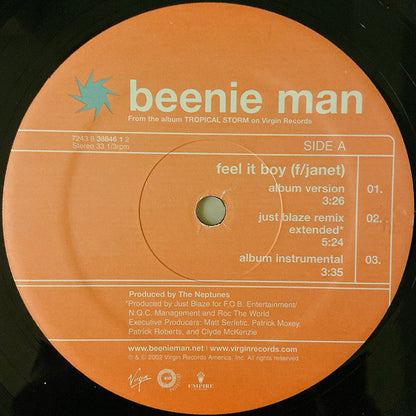 beenie man
From the album TROPICAL STORM on Virgin Records
7243 8 38846 1 2
Stereo 33 1/3rpm
SIDE A
feel it boy (f/janet)
album version 01.
3:26
just blaze remix 02.
extended*
5:24
album instrumental 03.
3:35
Produced by The Neptunes
*Produced by Just Blaze for F.O.B. Entertainment/
N.Q.C. Management and Roc The World
Executive Producers: Matt Serletic, Patrick Moxey,
Patrick Roberts, and Clyde McKenzie
www.beenieman.net | www.virginrecords.com
℗ & © 2002 Virgin Records America, Inc. All rights reserved.
Virgin
EMPIRE